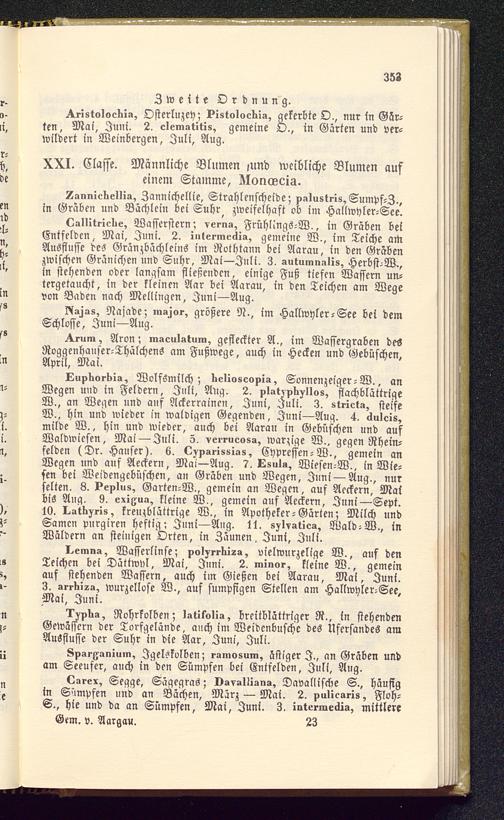 353
Zweite Ordnung.
Aristolochia, Osterluzey; Pistolochia, gekerbte O., nur in Gär-
ten, Mai, Juni. 2. clematitis, gemeine O., in Gärten und ver-
wildert in Weinbergen, Juli, Aug.
XXI. Classe. Männliche Blumen und weibliche Blumen auf
einem Stamme, Monœcia.
Zannichellia, Zannichellie, Strahlenscheide; palustris, Sumpf-Z.,
in Gräben und Bächlein bei Suhr, zweifelhaft ob im Hallwyler-See.
Callitriche, Wasserstern; verna, Frühlings-W., in Gräben bei
Entfelden, Mai, Juni. 2. intermedia, gemeine W., im Teiche am
Ausflusse des Gränzbächleins im Rothtann bei Aarau, in den Gräben
zwischen Gränichen und Suhr, Mai—Juli. 3. autumnalis, Herbst-W.,
in stehenden oder langsam fließenden, einige Fuß tiefen Wassern un-
tergetaucht, in der kleinen Aar bei Aarau, in den Teichen am Wege
von Baden nach Mellingen, Juni—Aug.
Najas, Najade; major, größere N., im Hallwyler-See bei dem
Schlosse, Juni—Aug.
Arum, Aron; maculatum, gefleckter A., im Wassergraben des
Roggenhauser-Thälchens am Fußwege, auch in Hecken und Gebüschen,
April, Mai.
Euphorbia, Wolfsmilch; helioscopia, Sonnenzeiger-W., an
Wegen und in Feldern, Juli, Aug. 2. platyphyllos, flachblättrige
W., an Wegen und auf Ackerrainen, Juni, Juli. 3. stricta, steife
W. hin und wieder in waldigen Gegenden, Juni—Aug. 4. dulcis,
milde W., hin und wieder, auch bei Aarau in Gebüschen und auf
Waldwiesen, Mai—Juli. 5. verrucosa, warzige W., gegen Rhein-
felden (Dr. Hauser). 6. Cyparissias, Cypressen-W., gemein an
Wegen und auf Aeckern, Mai—Aug. 7. Esula, Wiesen-W., in Wie-
sen bei Weidengebüschen, an Gräben und Wegen, Juni—Aug., nur
selten. 8. Peplus, Garten-W., gemein an Wegen, auf Aeckern, Mai
bis Aug. 9. exigua, kleine W., gemein auf Aeckern, Juni—Sept.
10. Lathyris, kreuzblättrige W., in Apotheker-Gärten; Milch und
Samen purgiren heftig; Juni—Aug. 11. sylvatica, Wald-W., in
Wäldern an steinigen Orten, in Zäunen, Juni, Juli.
Lemna, Wasserlinse; polyrrhiza, vielwurzelige W., auf den
Teichen bei Dättwyl, Mai, Juni. 2. minor, kleine W., gemein
auf stehenden Wassern, auch im Gießen bei Aarau, Mai, Juni.
3. arrhiza, wurzellose W., auf sumpfigen Stellen am Hallwyler-See,
Mai, Juni.
Typha, Rohrkolben; latifolia, breitblättriger R., in stehenden
Gewässern der Torfgelände, auch im Weidenbusche des Ufersandes am
Ausflusse der Suhr in die Aar, Juni, Juli.
Sparganium, Igelskolben; ramosum, ästiger J., an Gräben und
am Seeufer, auch in den Sümpfen bei Entfelden, Juli, Aug.
Carex, Segge, Sägegras; Davalliana, Davallische S., häufig
in Sümpfen und an Bächen, März — Mai. 2. pulicaris, Floh-
S., hie und da an Sümpfen, Mai, Juni. 3. intermedia, mittlere
Gem. v. Aargau. 23